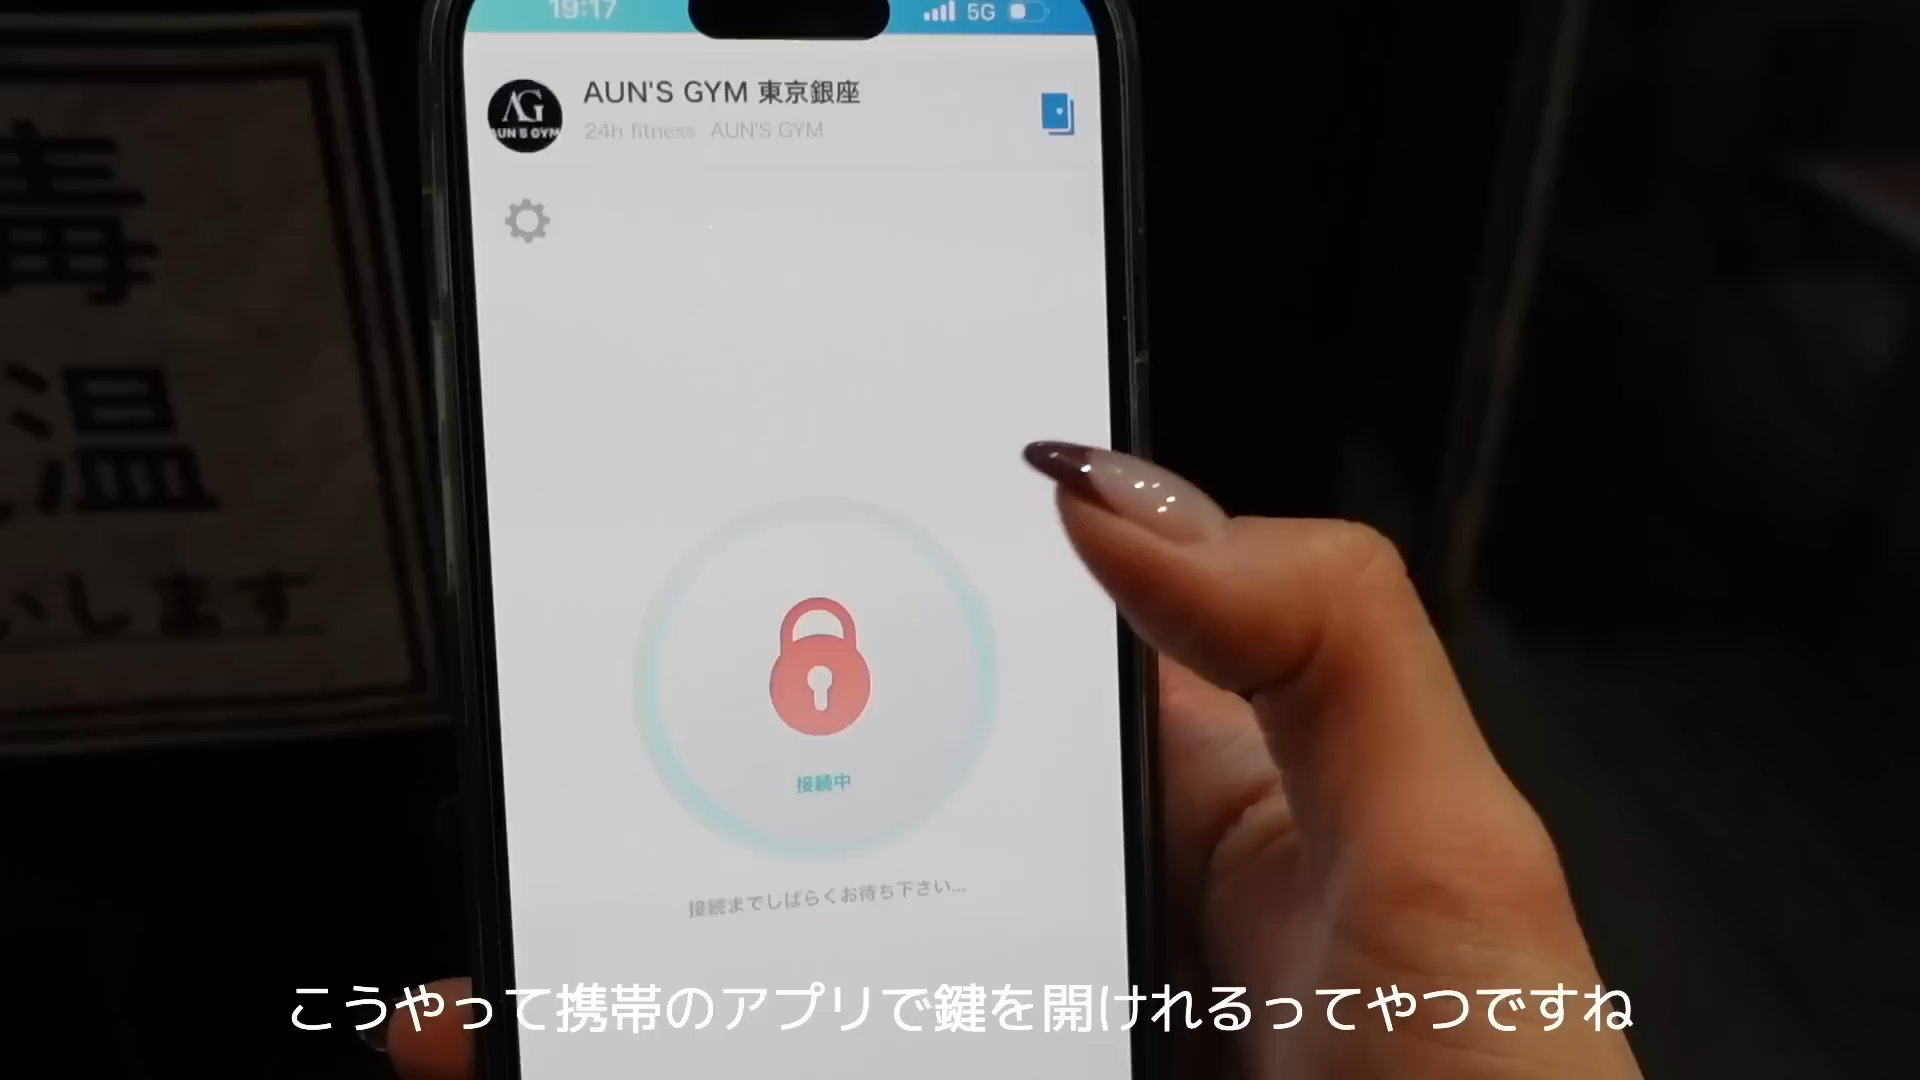 19:17
5G
AUN'S GYM 東京銀座
24h fitness AUN'S GYM
AG
AUN'S GYM
毒
温
いします
接続中
接続までしばらくお待ち下さい...
こうやって携帯のアプリで鍵を開けれるってやつですね